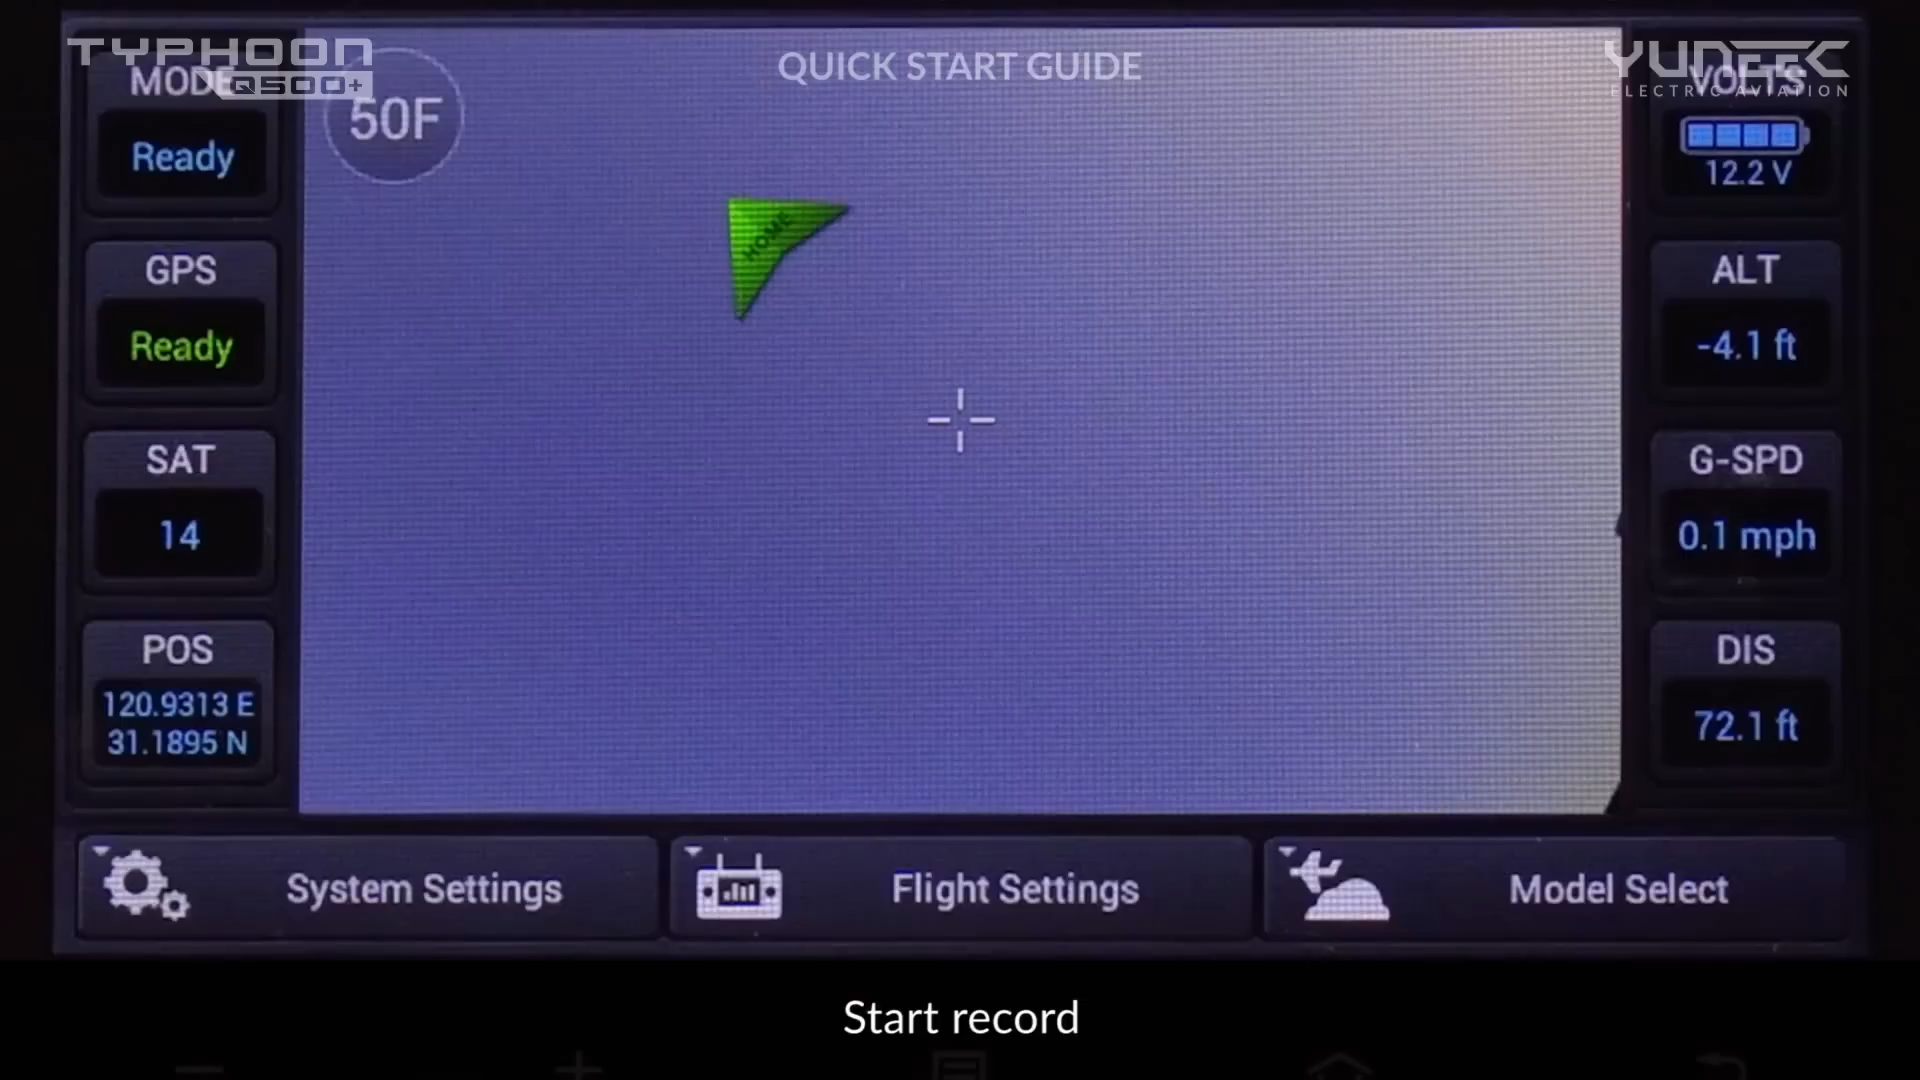 TYPHOON
Q500+
QUICK START GUIDE
YUNEEC
ELECTRIC AVIATION
MODE
Ready
50F
HOME
VOLTS
12.2 V
GPS
Ready
ALT
-4.1 ft
SAT
14
G-SPD
0.1 mph
POS
120.9313 E
31.1895 N
DIS
72.1 ft
System Settings
Flight Settings
Model Select
Start record